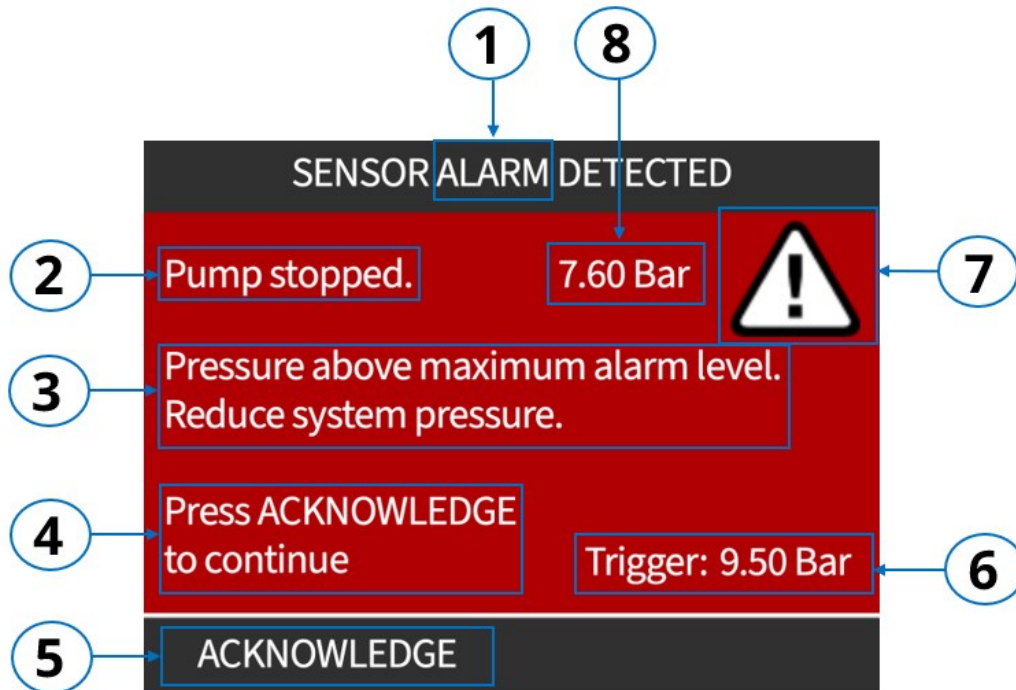 1 8
SENSOR ALARM DETECTED
2 Pump stopped. 7.60 Bar ! 7
3 Pressure above maximum alarm level.
Reduce system pressure.
4 Press ACKNOWLEDGE
to continue
Trigger: 9.50 Bar 6
5 ACKNOWLEDGE